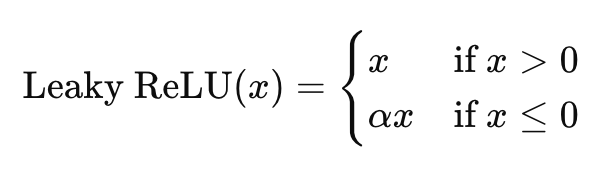 Leaky ReLU(x) = { x if x > 0
αx if x ≤ 0